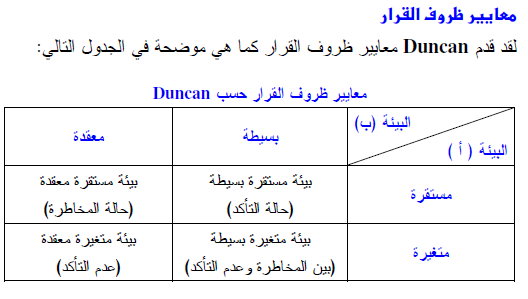 معايير ظروف القرار
لقد قدم Duncan معايير ظروف القرار كما هي موضحة في الجدول التالي:
معايير ظروف القرار حسب Duncan
البيئة (ب)
البيئة ( أ )
بسيطة
معقدة
مستقرة
بيئة مستقرة بسيطة
(حالة التأكد)
بيئة مستقرة معقدة
(حالة المخاطرة)
متغيرة
بيئة متغيرة بسيطة
(بين المخاطرة وعدم التأكد)
بيئة متغيرة معقدة
(عدم التأكد)